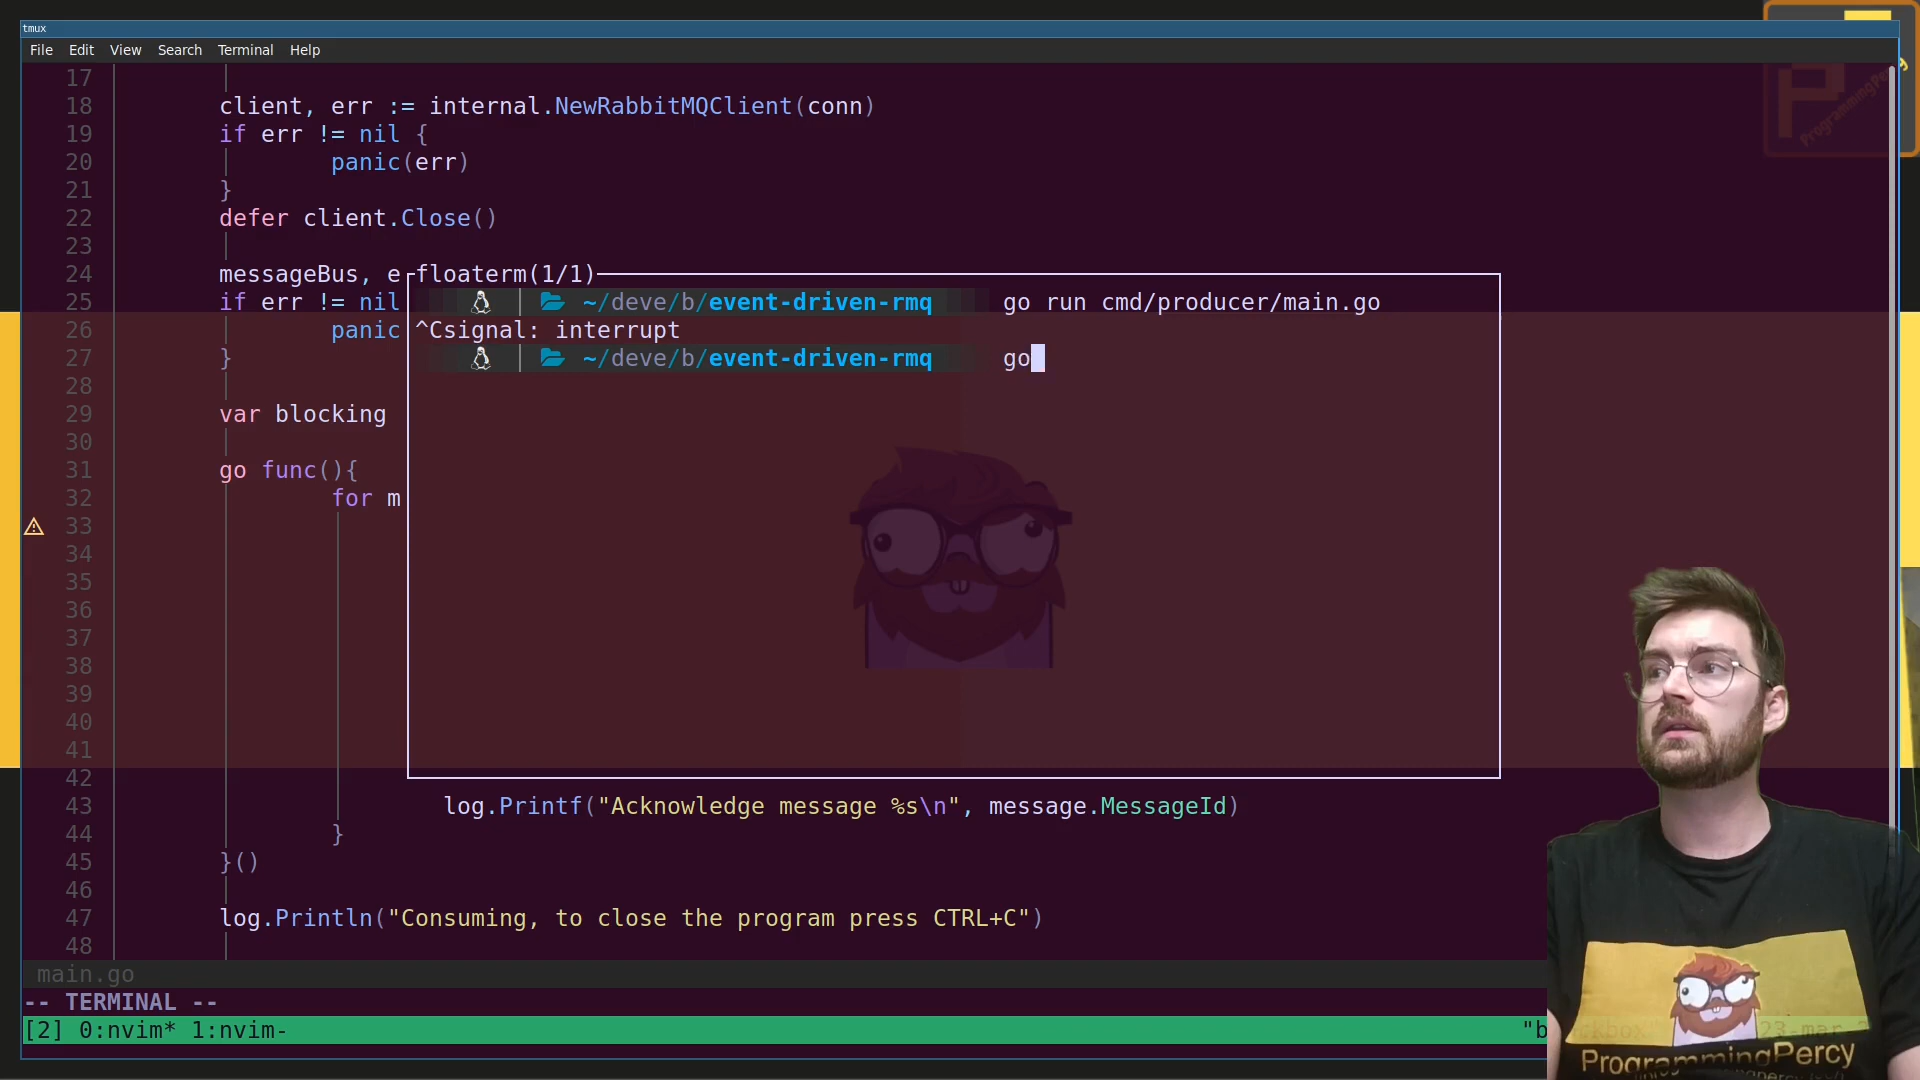 tmux
File Edit View Search Terminal Help
17
18 client, err := internal.NewRabbitMQClient(conn)
19 if err != nil {
20 panic(err)
21 }
22 defer client.Close()
23
24 messageBus, e floaterm(1/1)
25 if err != nil ~/deve/b/event-driven-rmq go run cmd/producer/main.go
26 panic ^Csignal: interrupt
27 } ~/deve/b/event-driven-rmq go
28
29 var blocking
30
31 go func(){
32 for m
33
34
35
36
37
38
39
40
41
42
43 log.Printf("Acknowledge message %s\n", message.MessageId)
44 }
45 }()
46
47 log.Println("Consuming, to close the program press CTRL+C")
48
main.go
-- TERMINAL --
[2] 0:nvim* 1:nvim-
ProgrammingPercy
ProgrammingPercy